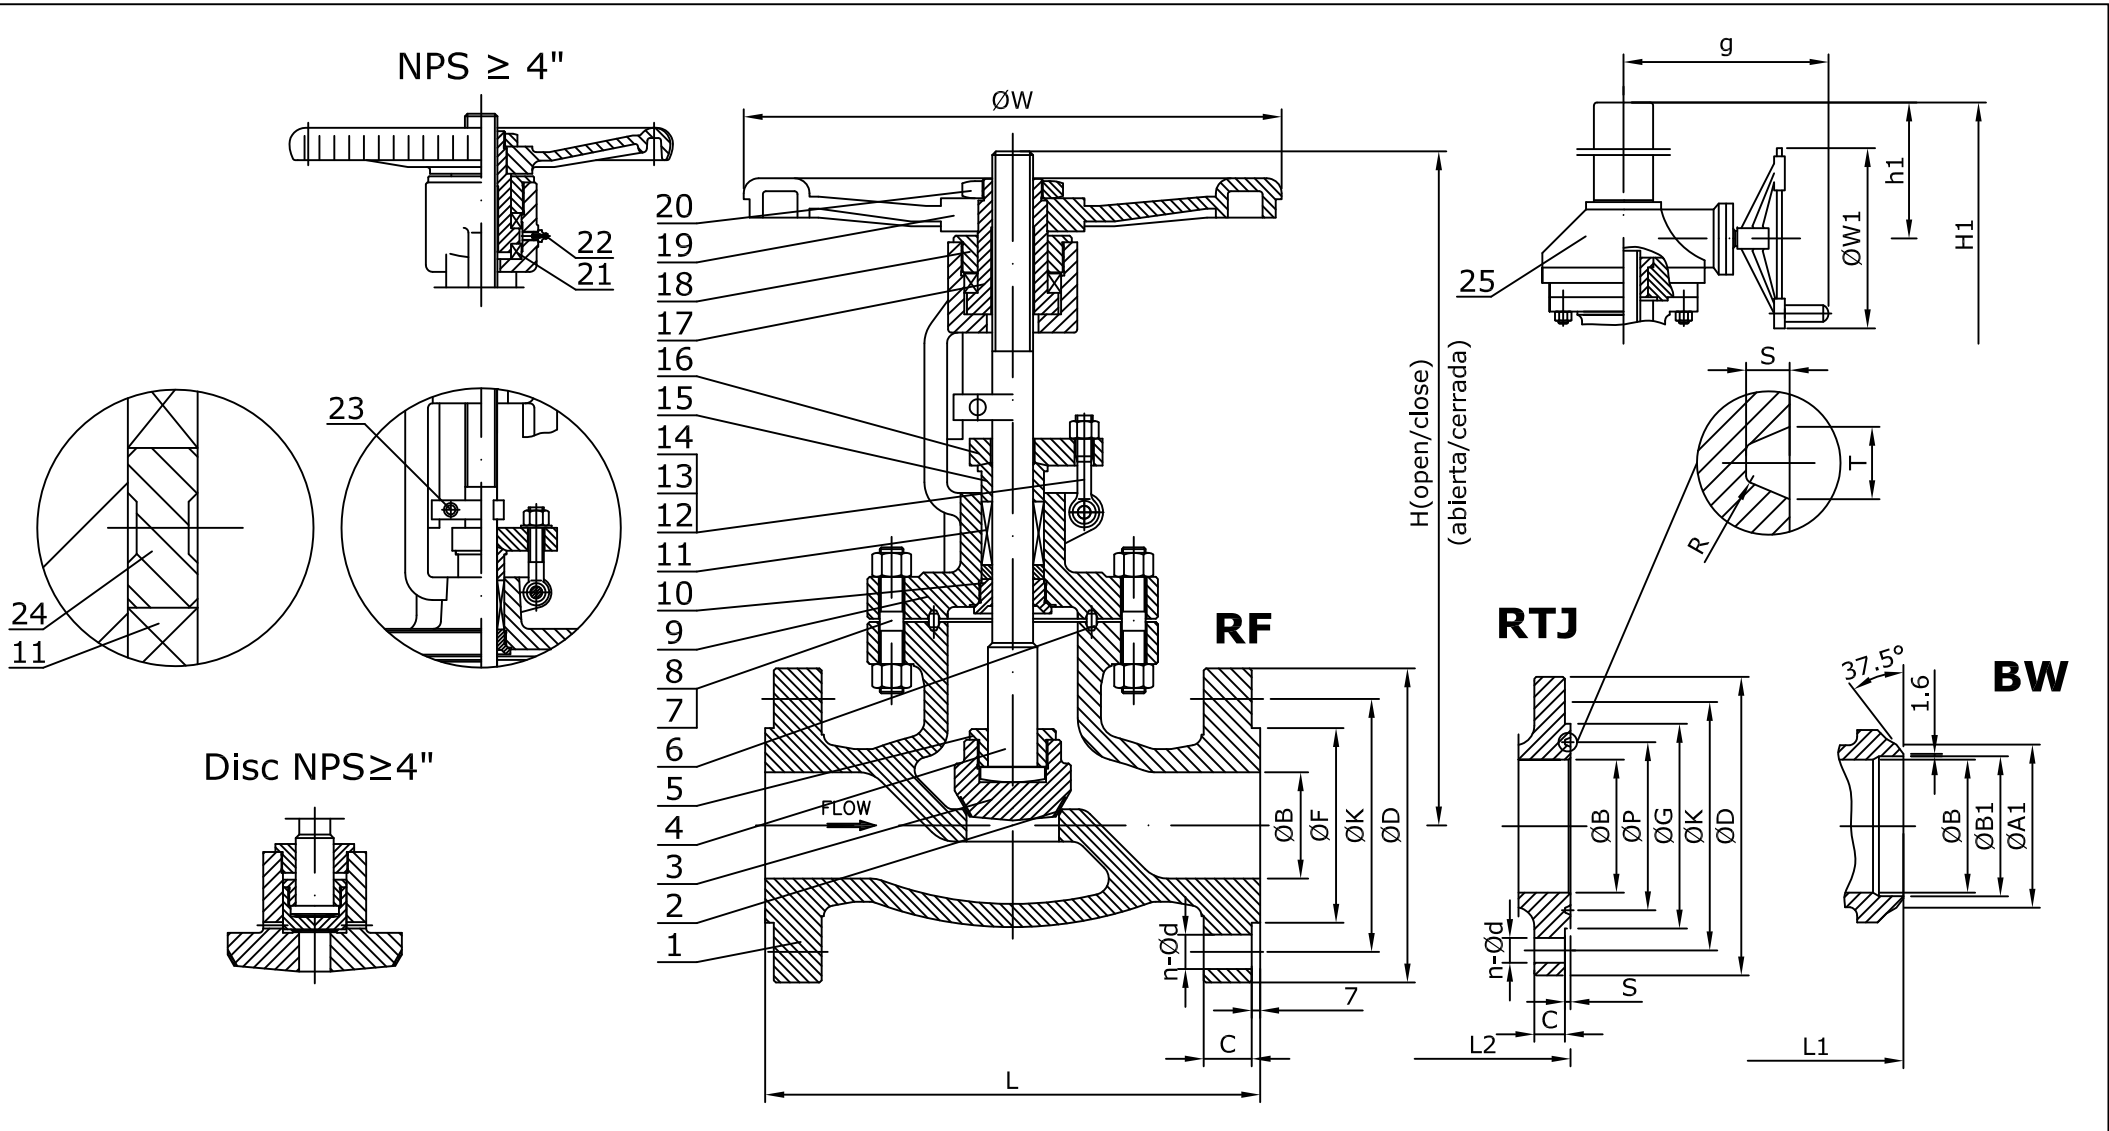 NPS ≥ 4"
22
21
23
24
11
Disc NPS≥4"
ØW
20
19
18
17
16
15
14
13
12
11
10
9
8
7
6
5
4
3
2
1
FLOW
H(open/close)
(abierta/cerrada)
RF
ØB
ØF
ØK
ØD
n-Ød
7
C
L
g
h1
H1
ØW1
25
S
T
R
RTJ
ØB
ØP
ØG
ØK
ØD
n-Ød
S
C
L2
37.5°
1.6
BW
ØB
ØB1
ØA1
L1